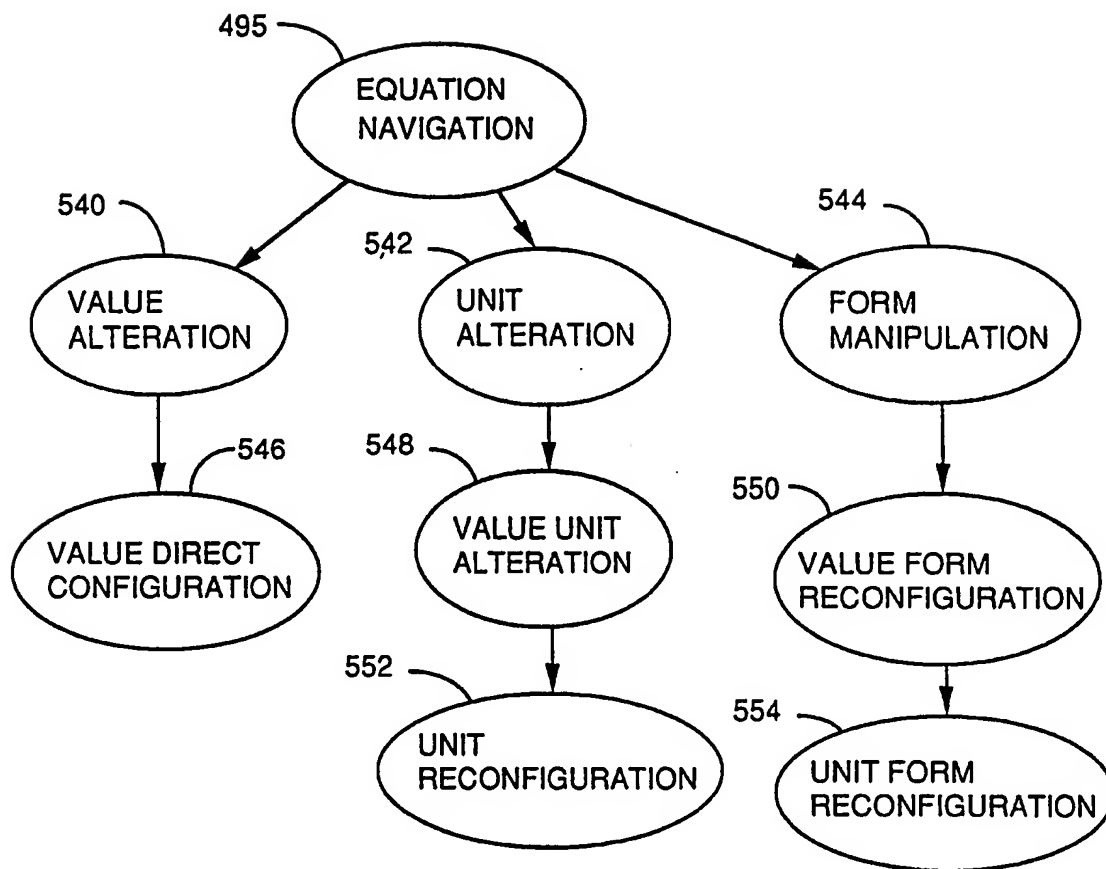 495
EQUATION
NAVIGATION
540
VALUE
ALTERATION
542
UNIT
ALTERATION
544
FORM
MANIPULATION
546
VALUE DIRECT
CONFIGURATION
548
VALUE UNIT
ALTERATION
550
VALUE FORM
RECONFIGURATION
552
UNIT
RECONFIGURATION
554
UNIT FORM
RECONFIGURATION